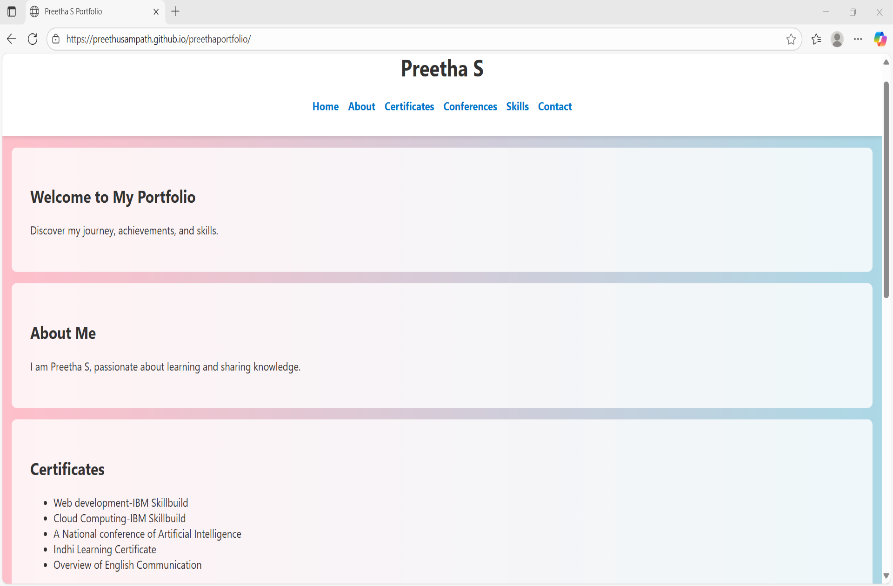 Preetha S Portfolio
https://preethusampath.github.io/preethaportfolio/
Preetha S
Home About Certificates Conferences Skills Contact
Welcome to My Portfolio
Discover my journey, achievements, and skills.
About Me
I am Preetha S, passionate about learning and sharing knowledge.
Certificates
• Web development-IBM Skillbuild
• Cloud Computing-IBM Skillbuild
• A National conference of Artificial Intelligence
• Indhi Learning Certificate
• Overview of English Communication